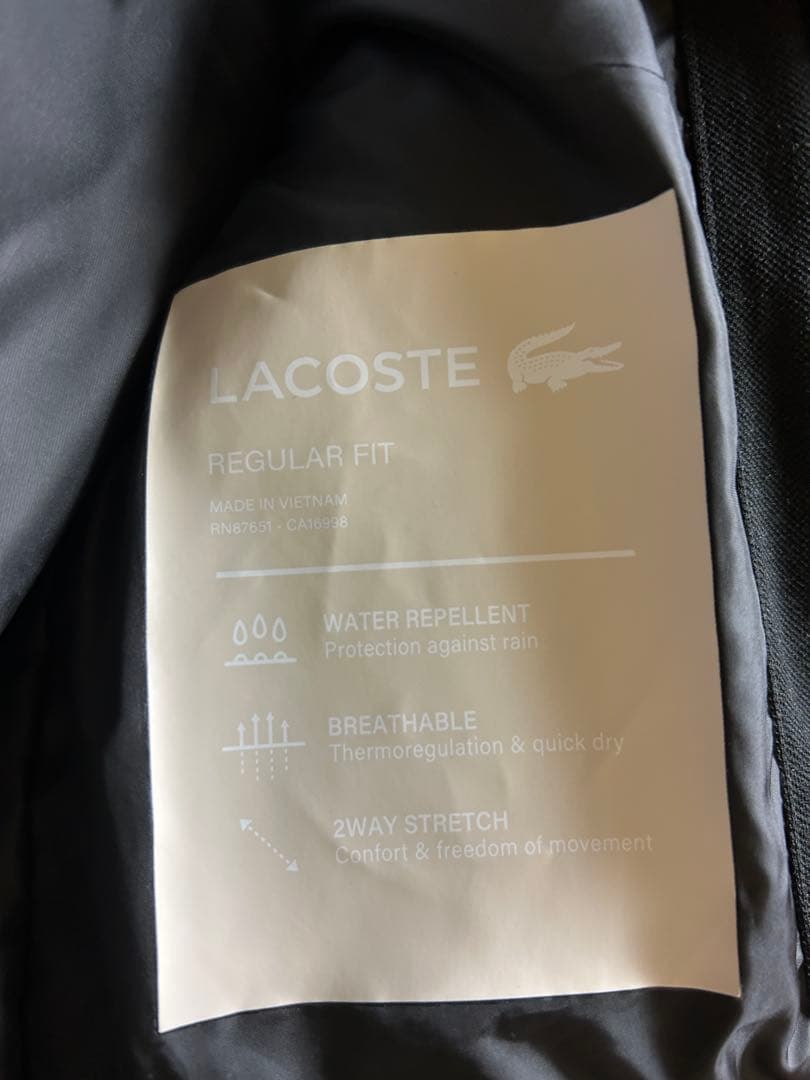 LACOSTE
REGULAR FIT
MADE IN VIETNAM
RN87651 - CA16998
WATER REPELLENT
Protection against rain
BREATHABLE
Thermoregulation & quick dry
2WAY STRETCH
Confort & freedom of movement